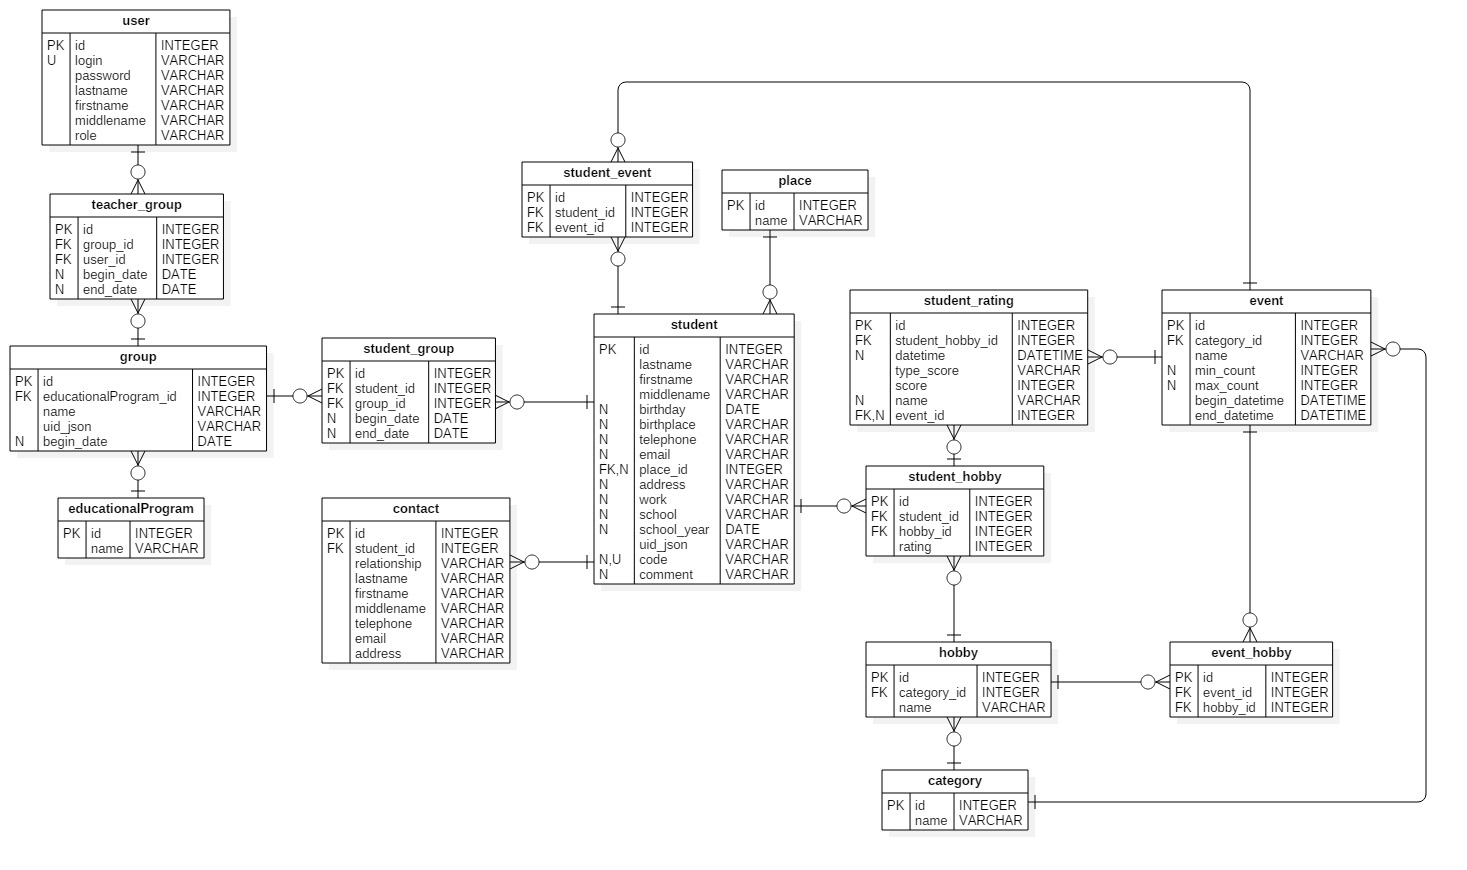 user
PK id INTEGER
U login VARCHAR
password VARCHAR
lastname VARCHAR
firstname VARCHAR
middlename VARCHAR
role VARCHAR
teacher_group
PK id INTEGER
FK group_id INTEGER
FK user_id INTEGER
N begin_date DATE
N end_date DATE
group
PK id INTEGER
FK educationalProgram_id INTEGER
name VARCHAR
uid_json VARCHAR
N begin_date DATE
educationalProgram
PK id INTEGER
name VARCHAR
student_group
PK id INTEGER
FK student_id INTEGER
FK group_id INTEGER
N begin_date DATE
N end_date DATE
contact
PK id INTEGER
FK student_id INTEGER
relationship VARCHAR
lastname VARCHAR
firstname VARCHAR
middlename VARCHAR
telephone VARCHAR
email VARCHAR
address VARCHAR
student_event
PK id INTEGER
FK student_id INTEGER
FK event_id INTEGER
place
PK id INTEGER
name VARCHAR
student
PK id INTEGER
lastname VARCHAR
firstname VARCHAR
middlename VARCHAR
N birthday DATE
N birthplace VARCHAR
N telephone VARCHAR
N email VARCHAR
FK,N place_id INTEGER
N address VARCHAR
N work VARCHAR
N school VARCHAR
N school_year DATE
uid_json VARCHAR
N,U code VARCHAR
N comment VARCHAR
student_rating
PK id INTEGER
FK student_hobby_id INTEGER
N datetime DATETIME
type_score VARCHAR
score INTEGER
N name VARCHAR
FK,N event_id INTEGER
student_hobby
PK id INTEGER
FK student_id INTEGER
FK hobby_id INTEGER
rating INTEGER
hobby
PK id INTEGER
FK category_id INTEGER
name VARCHAR
category
PK id INTEGER
name VARCHAR
event
PK id INTEGER
FK category_id INTEGER
name VARCHAR
N min_count INTEGER
N max_count INTEGER
begin_datetime DATETIME
end_datetime DATETIME
event_hobby
PK id INTEGER
FK event_id INTEGER
FK hobby_id INTEGER